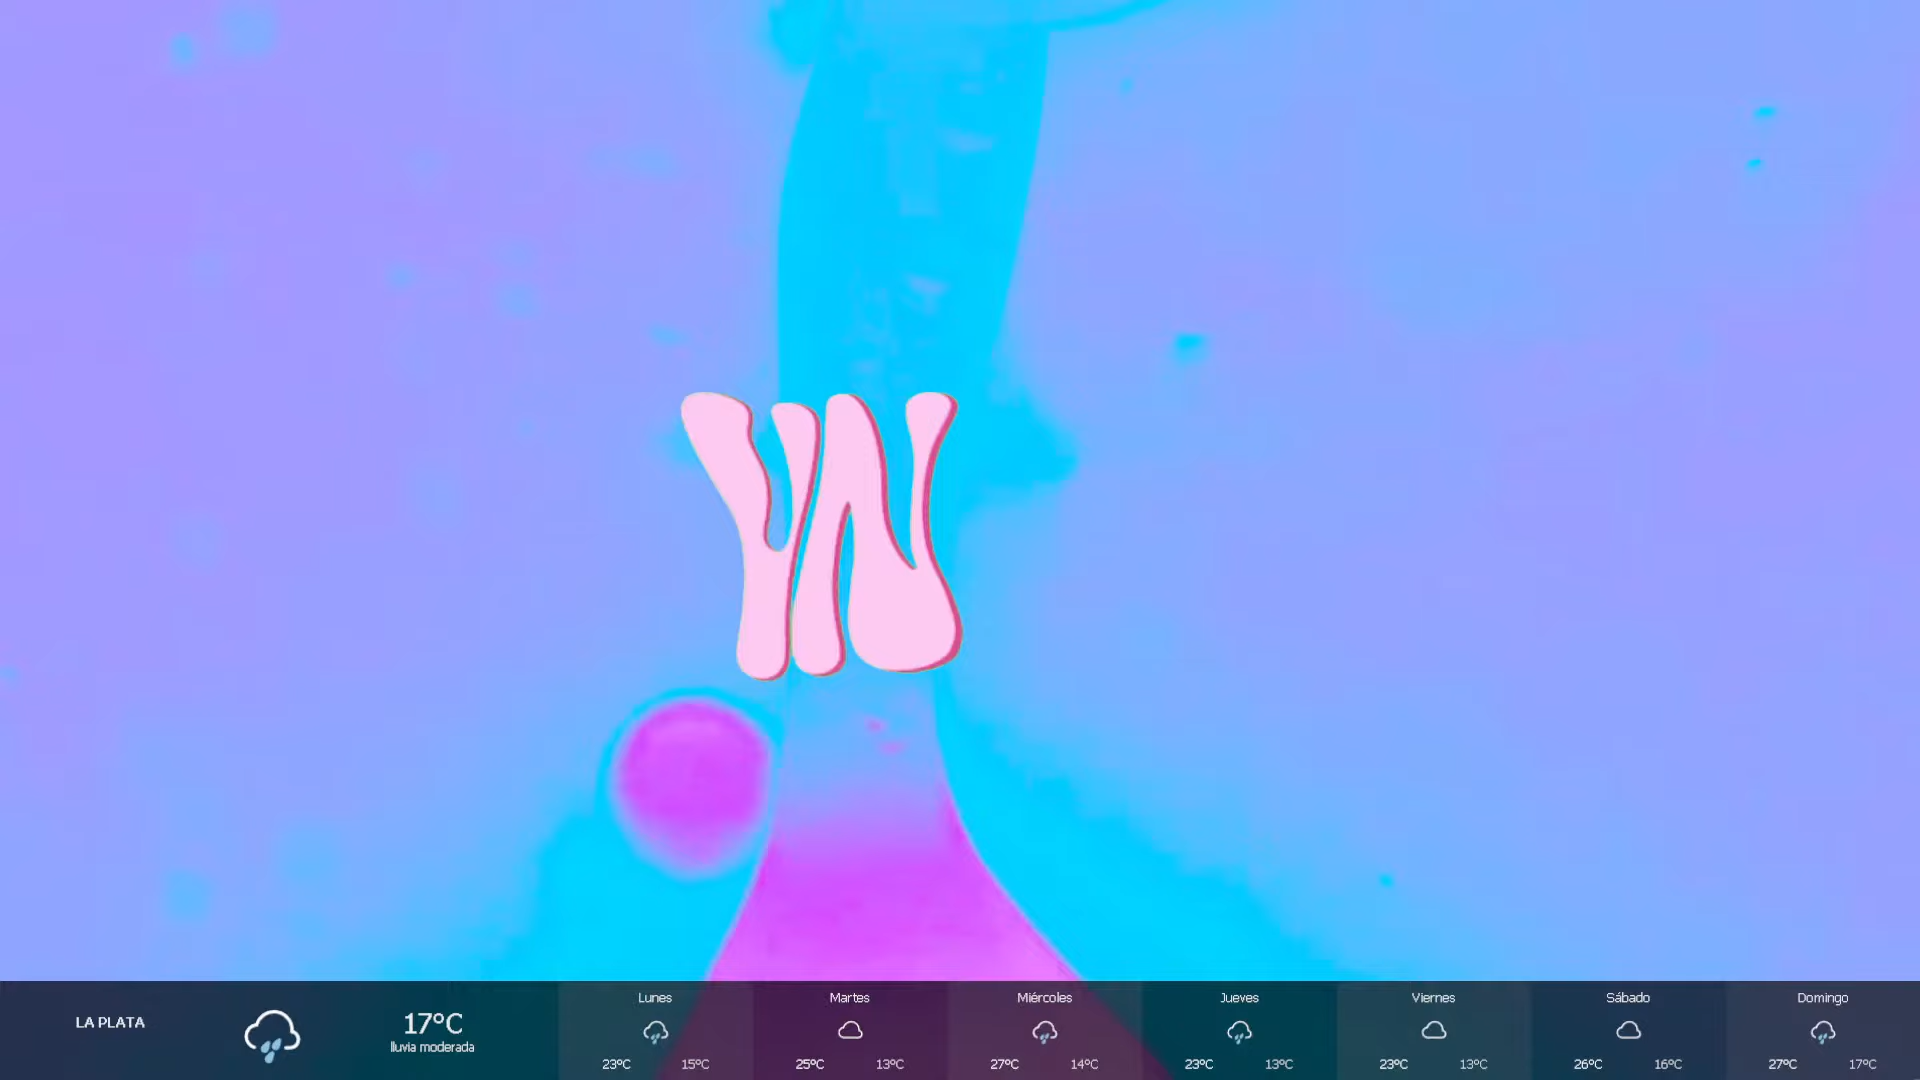 YN
LA PLATA
17°C
lluvia moderada
Lunes
23°C 15°C
Martes
25°C 13°C
Miércoles
27°C 14°C
Jueves
23°C 13°C
Viernes
23°C 13°C
Sábado
26°C 16°C
Domingo
27°C 17°C